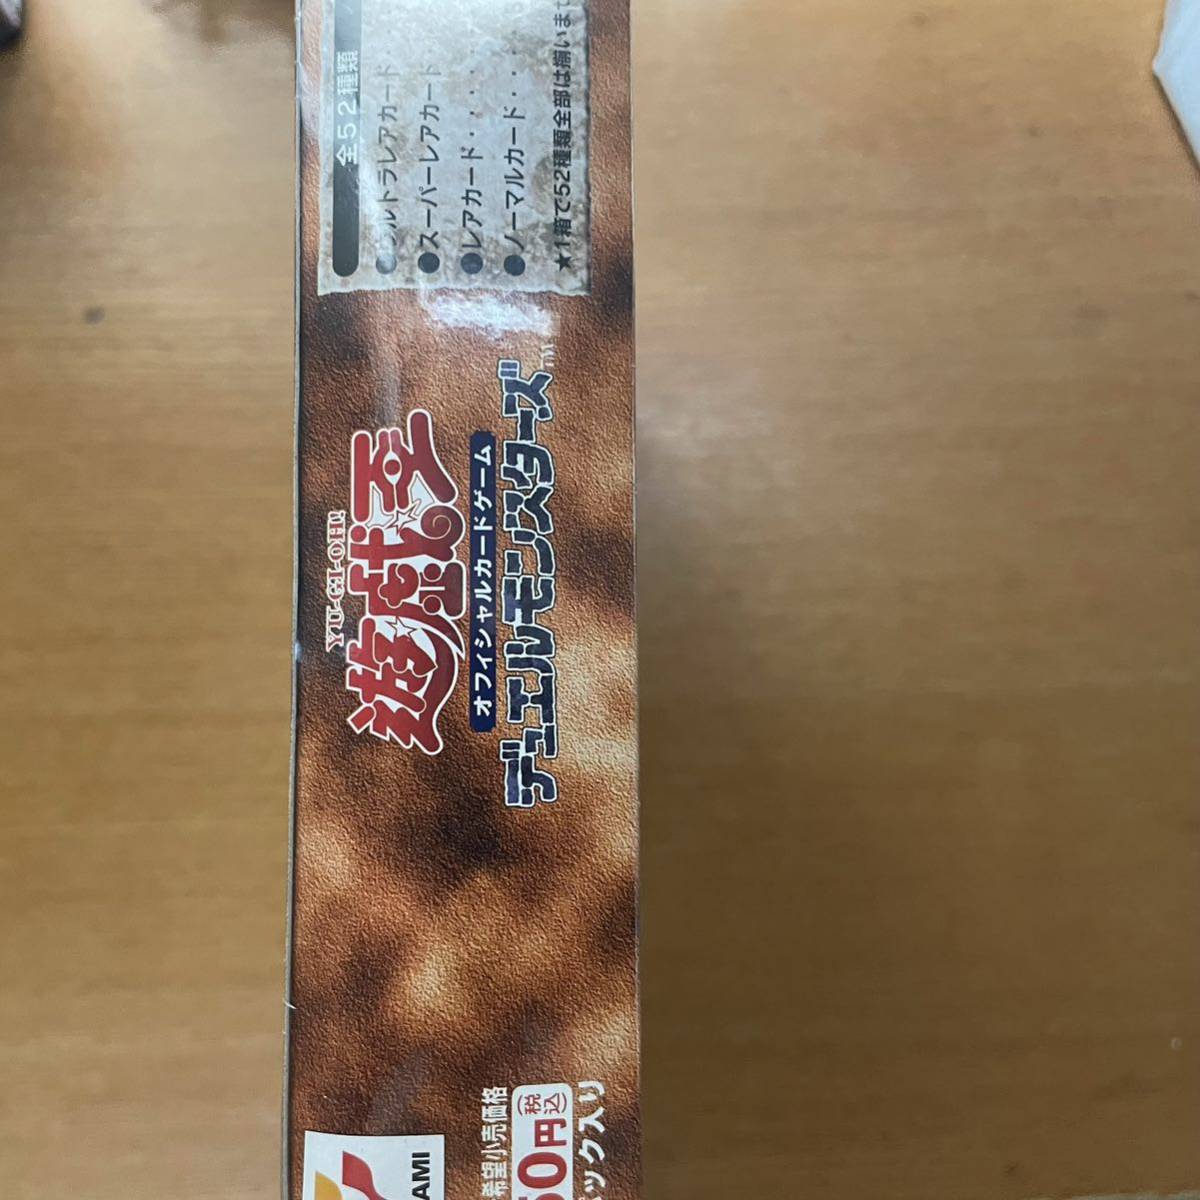 全52種類
ウルトラレアカード・
●スーパーレアカード・
●レアカード・・・・
●ノーマルカード・・
★1箱で52種類全部は揃いませ
YU-GI-OH!
遊戯王
オフィシャルカードゲーム
デュエルモンスターズ
TM
AMI
希望小売価格
50円(税込)
ック入り